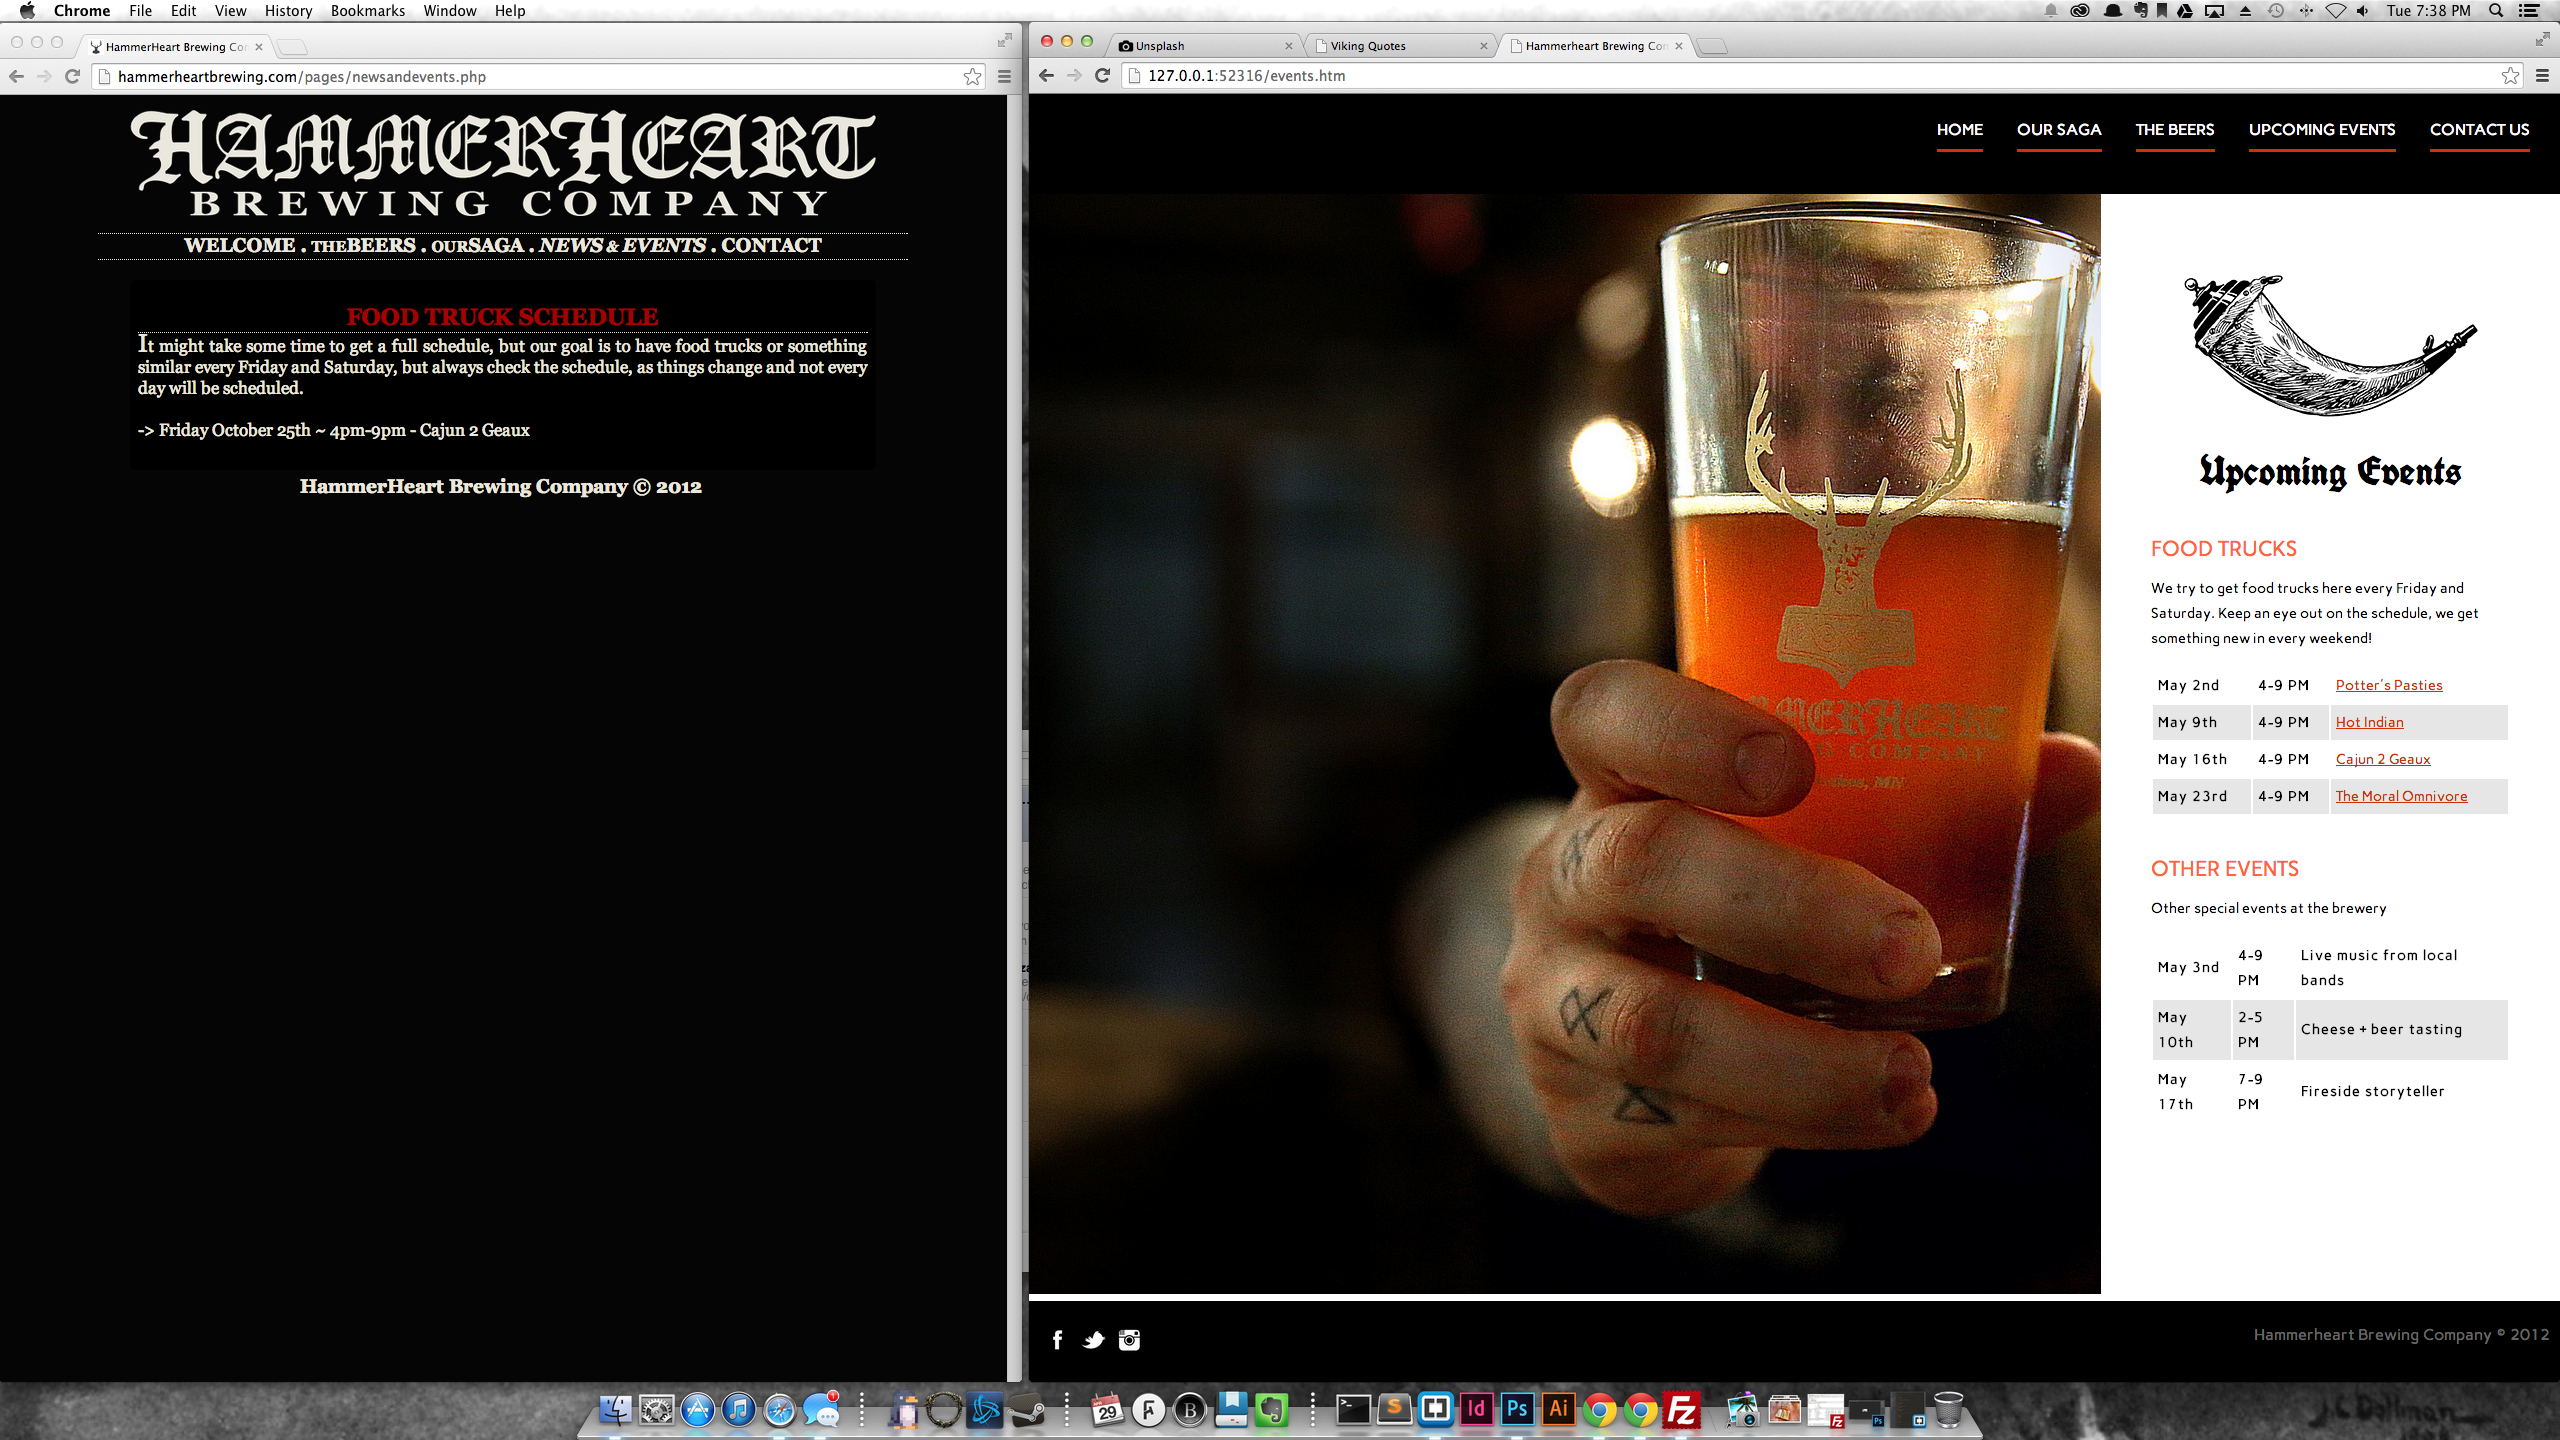 Chrome File Edit View History Bookmarks Window Help
Tue 7:38 PM
HammerHeart Brewing Co
hammerheartbrewing.com/pages/newsandevents.php
HAMMERHEART
BREWING COMPANY
WELCOME . THEBEERS . OURSAGA . NEWS & EVENTS . CONTACT
FOOD TRUCK SCHEDULE
It might take some time to get a full schedule, but our goal is to have food trucks or something
similar every Friday and Saturday, but always check the schedule, as things change and not every
day will be scheduled.
-> Friday October 25th ~ 4pm-9pm - Cajun 2 Geaux
HammerHeart Brewing Company © 2012
Unsplash
Viking Quotes
Hammerheart Brewing Co
127.0.0.1:52316/events.htm
HOME OUR SAGA THE BEERS UPCOMING EVENTS CONTACT US
MERHEART
COMPANY
MN
Upcoming Events
FOOD TRUCKS
We try to get food trucks here every Friday and
Saturday. Keep an eye out on the schedule, we get
something new in every weekend!
May 2nd 4-9 PM Potter's Pasties
May 9th 4-9 PM Hot Indian
May 16th 4-9 PM Cajun 2 Geaux
May 23rd 4-9 PM The Moral Omnivore
OTHER EVENTS
Other special events at the brewery
May 3nd 4-9 PM Live music from local bands
May 10th 2-5 PM Cheese + beer tasting
May 17th 7-9 PM Fireside storyteller
Hammerheart Brewing Company © 2012
1
29
B
S
Id
Ps
Ai
Fz